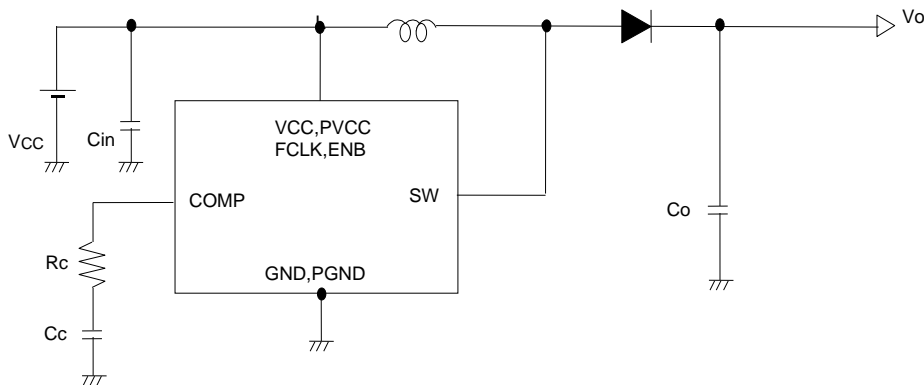 Vo
VCC
Cin
VCC,PVCC
FCLK,ENB
COMP
SW
Co
Rc
GND,PGND
Cc